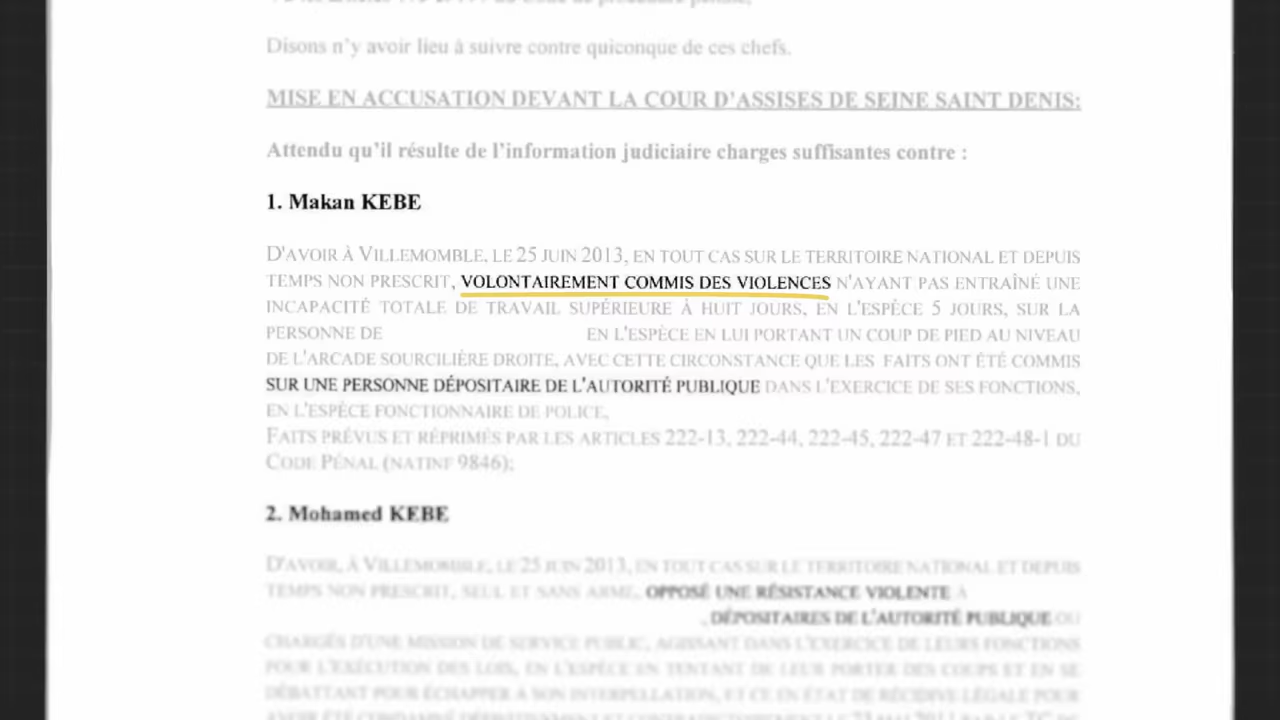 Disons n'y avoir lieu à suivre contre quiconque de ces chefs.
MISE EN ACCUSATION DEVANT LA COUR D'ASSISES DE SEINE SAINT DENIS:
Attendu qu'il résulte de l'information judiciaire charges suffisantes contre :
1. Makan KEBE
D'AVOIR À VILLEMOMBLE, LE 25 JUIN 2013, EN TOUT CAS SUR LE TERRITOIRE NATIONAL ET DEPUIS
TEMPS NON PRESCRIT, VOLONTAIREMENT COMMIS DES VIOLENCES N'AYANT PAS ENTRAÎNÉ UNE
INCAPACITÉ TOTALE DE TRAVAIL SUPÉRIEURE À HUIT JOURS, EN L'ESPÈCE 5 JOURS, SUR LA
PERSONNE DE EN L'ESPÈCE EN LUI PORTANT UN COUP DE PIED AU NIVEAU
DE L'ARCADE SOURCILIÈRE DROITE, AVEC CETTE CIRCONSTANCE QUE LES FAITS ONT ÉTÉ COMMIS
SUR UNE PERSONNE DÉPOSITAIRE DE L'AUTORITÉ PUBLIQUE DANS L'EXERCICE DE SES FONCTIONS,
EN L'ESPÈCE FONCTIONNAIRE DE POLICE,
FAITS PRÉVUS ET RÉPRIMÉS PAR LES ARTICLES 222-13, 222-44, 222-45, 222-47 ET 222-48-1 DU
CODE PÉNAL (NATINF 9846);
2. Mohamed KEBE
D'AVOIR, À VILLEMOMBLE, LE 25 JUIN 2013, EN TOUT CAS SUR LE TERRITOIRE NATIONAL ET DEPUIS
TEMPS NON PRESCRIT, SEUL ET SANS ARME, OPPOSÉ UNE RÉSISTANCE VIOLENTE À
, DÉPOSITAIRES DE L'AUTORITÉ PUBLIQUE OU
CHARGÉS D'UNE MISSION DE SERVICE PUBLIC, AGISSANT DANS L'EXERCICE DE LEURS FONCTIONS
POUR L'EXÉCUTION DES LOIS, EN L'ESPÈCE EN TENTANT DE LEUR PORTER DES COUPS ET EN SE
DÉBATTANT POUR ÉCHAPPER À SON INTERPELLATION, ET CE EN ÉTAT DE RÉCIDIVE LÉGALE POUR